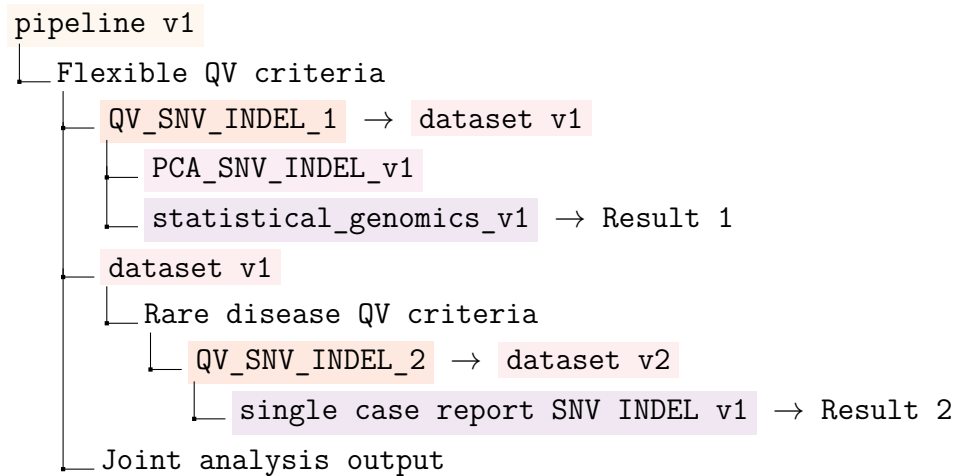 pipeline v1
Flexible QV criteria
QV_SNV_INDEL_1 → dataset v1
PCA_SNV_INDEL_v1
statistical_genomics_v1 → Result 1
dataset v1
Rare disease QV criteria
QV_SNV_INDEL_2 → dataset v2
single case report SNV INDEL v1 → Result 2
Joint analysis output